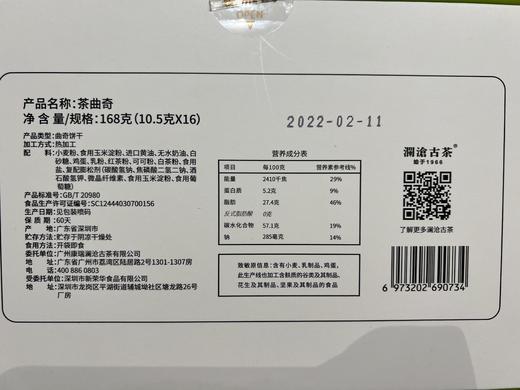 OPEN
产品名称:茶曲奇
净 含 量/规格:168克(10.5克X16)
产品类型:曲奇饼干
加工方式:热加工
配 料:小麦粉、食用玉米淀粉、进口黄油、无水奶油、白
砂糖、鸡蛋、乳粉、红茶粉、可可粉、白茶粉、食用
盐、复配膨松剂(碳酸氢钠、焦磷酸二氢二钠、酒
石酸氢钾、微晶纤维素、食用玉米淀粉、食用葡
萄糖)
产品标准号:GB/T 20980
食品生产许可证编号:SC12444030700156
生产日期:见包装喷码
保 质 期:60天
产 地:广东省深圳市
贮存方法:贮存于阴凉干燥处
食用方法:开袋即食
委托单位:广州康瑞澜沧古茶有限公司
地 址:广东省广州市荔湾区陆居路2号1301-1307房
电 话:400 886 0803
受委托单位:深圳市新荣华食品有限公司
地 址:深圳市龙岗区平湖街道辅城坳社区塘龙路26号
厂房
2022-02-11
营养成分表
项目 每100克 营养素参考值%
能量 2410千焦 29%
蛋白质 5.2克 9%
脂肪 27.4克 46%
反式脂肪酸 0克
碳水化合物 57.1克 19%
钠 285毫克 14%
致敏原信息:含有小麦、乳制品、鸡蛋,
此生产线也加工含麸质的谷类及其制品、
花生及其制品、坚果及其制品的食品
澜沧古茶
始于1966
了解更多澜沧古茶
6 973202 690734